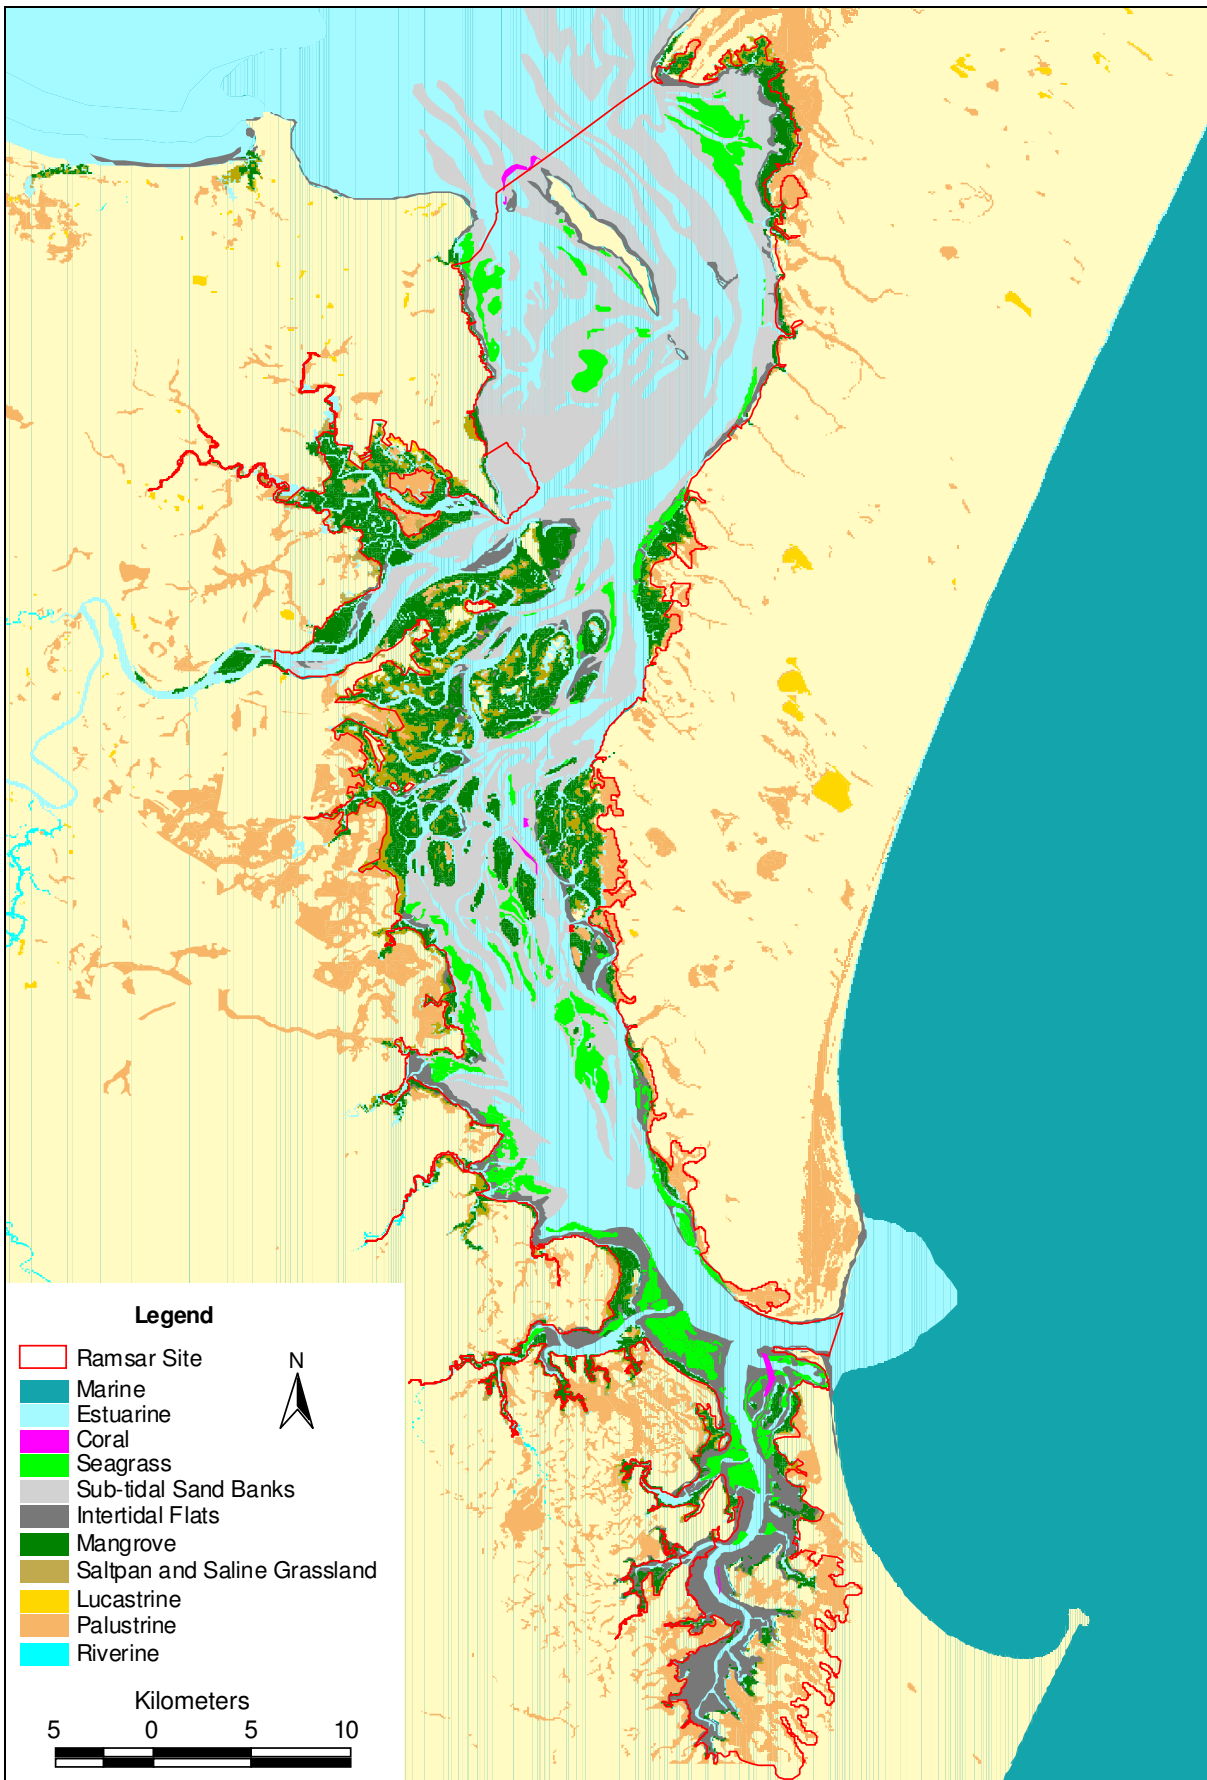 Legend
Ramsar Site
N
Marine
Estuarine
Coral
Seagrass
Sub-tidal Sand Banks
Intertidal Flats
Mangrove
Saltpan and Saline Grassland
Lucastrine
Palustrine
Riverine
Kilometers
5 0 5 10